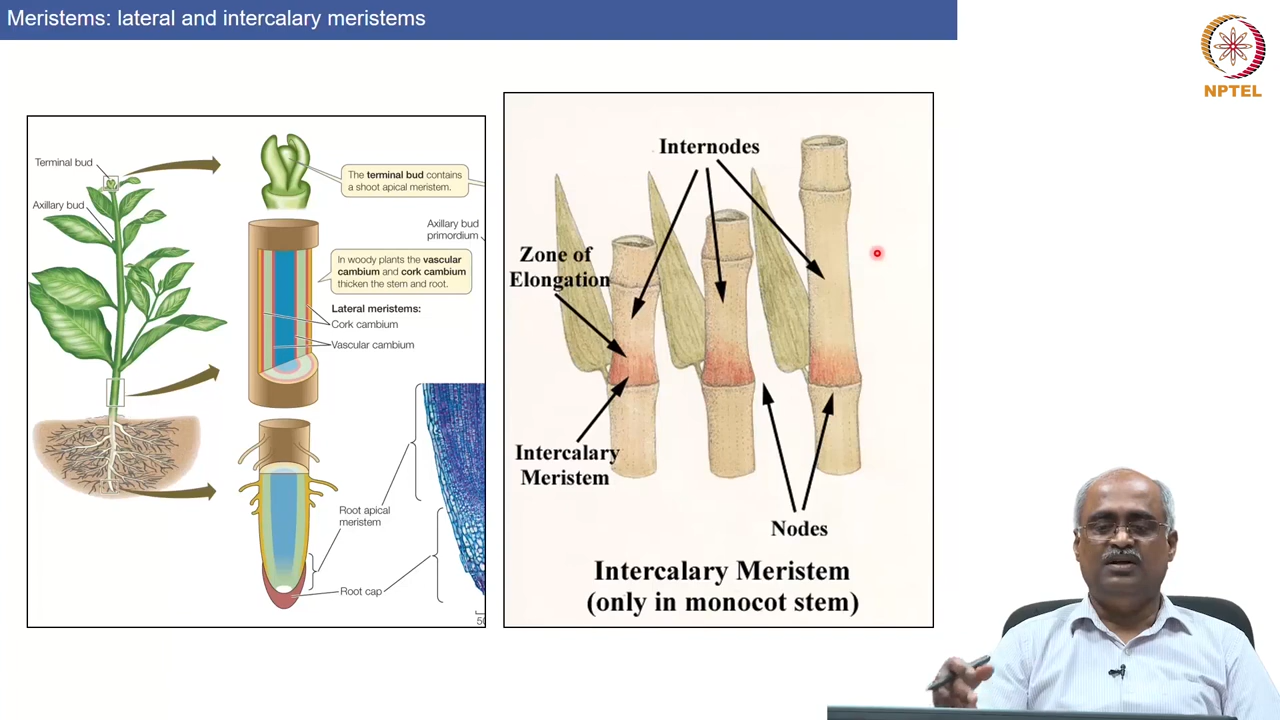 Meristems: lateral and intercalary meristems
NPTEL
Terminal bud
Axillary bud
The terminal bud contains
a shoot apical meristem.
Axillary bud
primordium
In woody plants the vascular
cambium and cork cambium
thicken the stem and root.
Lateral meristems:
Cork cambium
Vascular cambium
Root apical
meristem
Root cap
Internodes
Zone of
Elongation
Intercalary
Meristem
Nodes
Intercalary Meristem
(only in monocot stem)